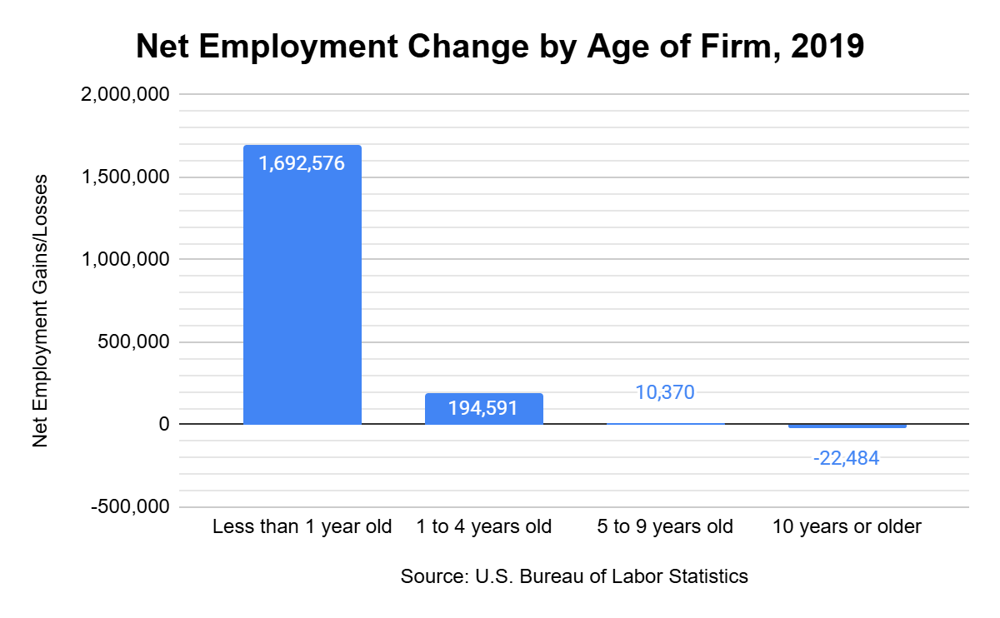 Net Employment Change by Age of Firm, 2019
Net Employment Gains/Losses
2,000,000
1,500,000
1,000,000
500,000
0
-500,000
1,692,576
194,591
10,370
-22,484
Less than 1 year old
1 to 4 years old
5 to 9 years old
10 years or older
Source: U.S. Bureau of Labor Statistics